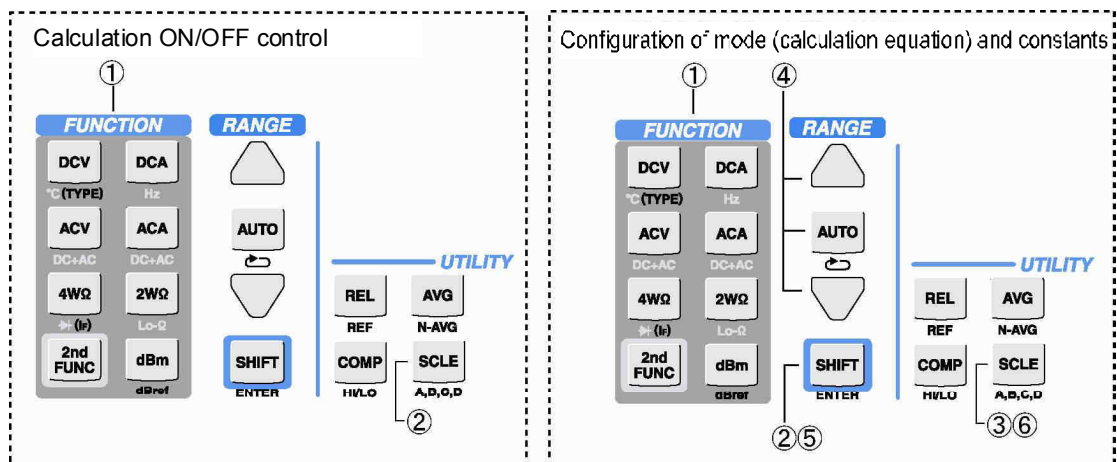 Calculation ON/OFF control
①
FUNCTION RANGE
DCV DCA
°C (TYPE) Hz
ACV ACA AUTO
DC+AC DC+AC
UTILITY
4WΩ 2WΩ REL AVG
(IF) Lo-Ω REF N-AVG
2nd FUNC dBm SHIFT COMP SCLE
dBref ENTER HI/LO A,B,C,D
②
Configuration of mode (calculation equation) and constants
① ④
FUNCTION RANGE
DCV DCA
°C (TYPE) Hz
ACV ACA AUTO
DC+AC DC+AC
UTILITY
4WΩ 2WΩ REL AVG
(IF) Lo-Ω REF N-AVG
2nd FUNC dBm SHIFT COMP SCLE
dBref ENTER HI/LO A,B,C,D
②⑤ ③⑥